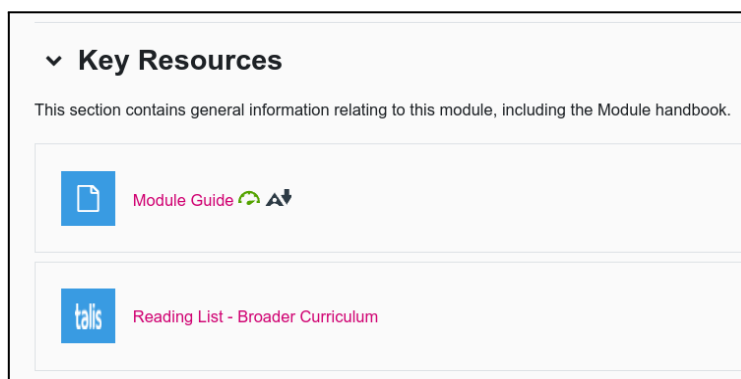 Key Resources
This section contains general information relating to this module, including the Module handbook.
Module Guide
talis
Reading List - Broader Curriculum